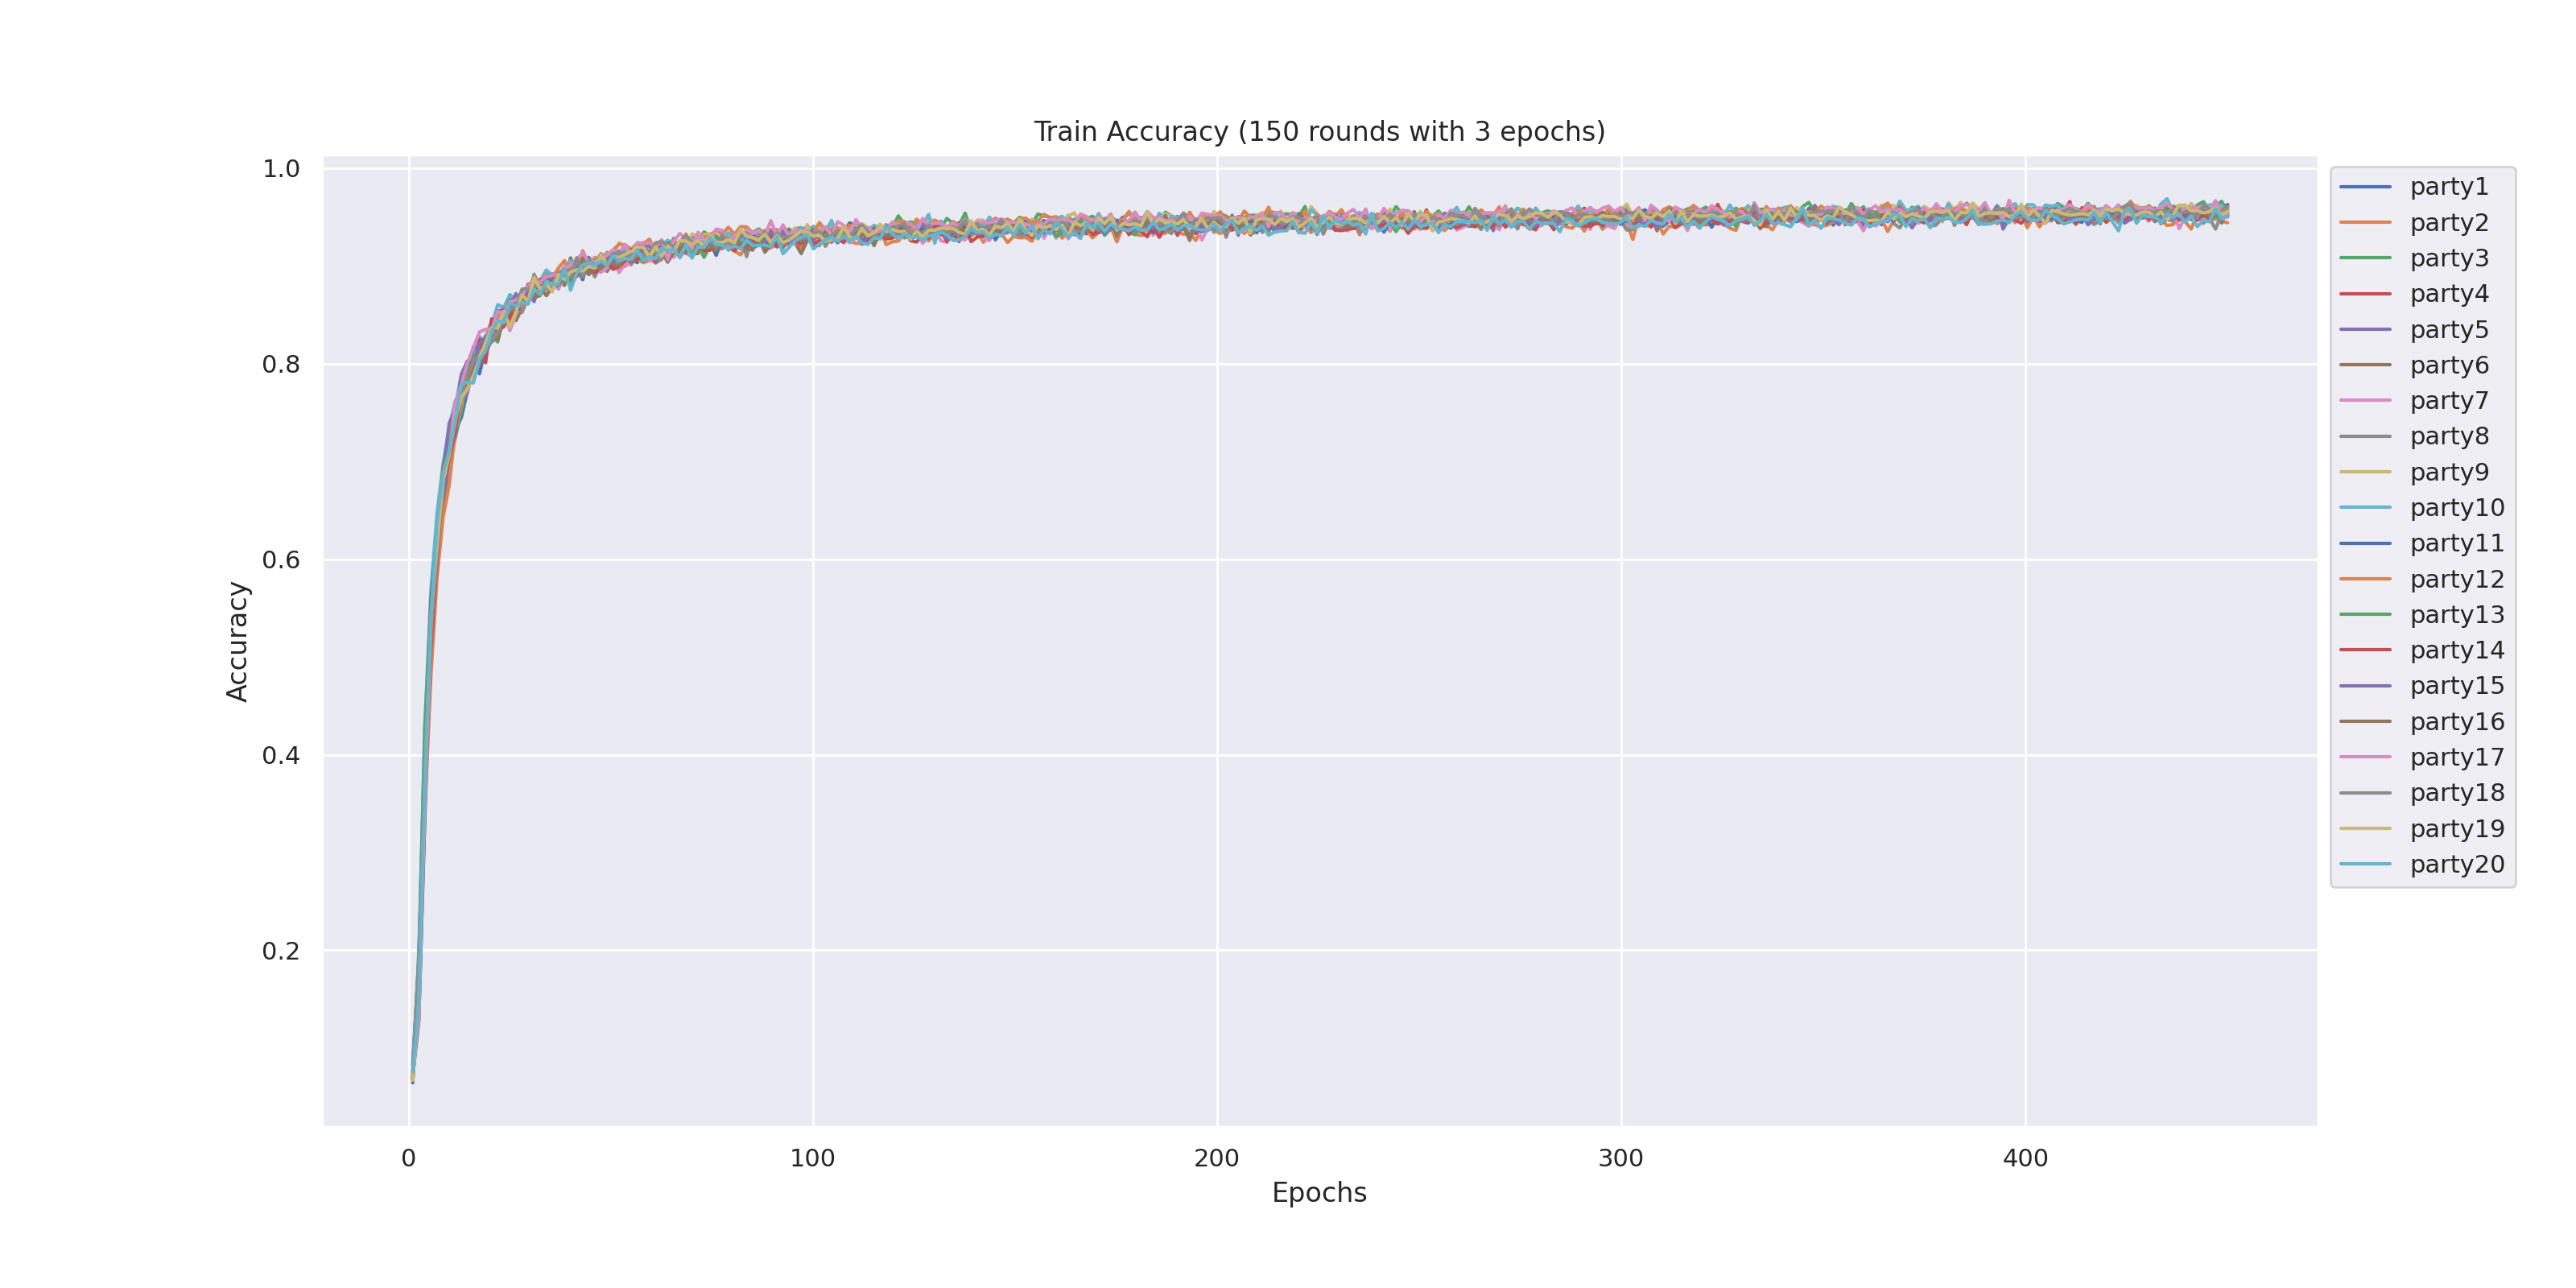 Train Accuracy (150 rounds with 3 epochs)
1.0
0.8
0.6
0.4
0.2
Accuracy
0
100
200
300
400
Epochs
party1
party2
party3
party4
party5
party6
party7
party8
party9
party10
party11
party12
party13
party14
party15
party16
party17
party18
party19
party20